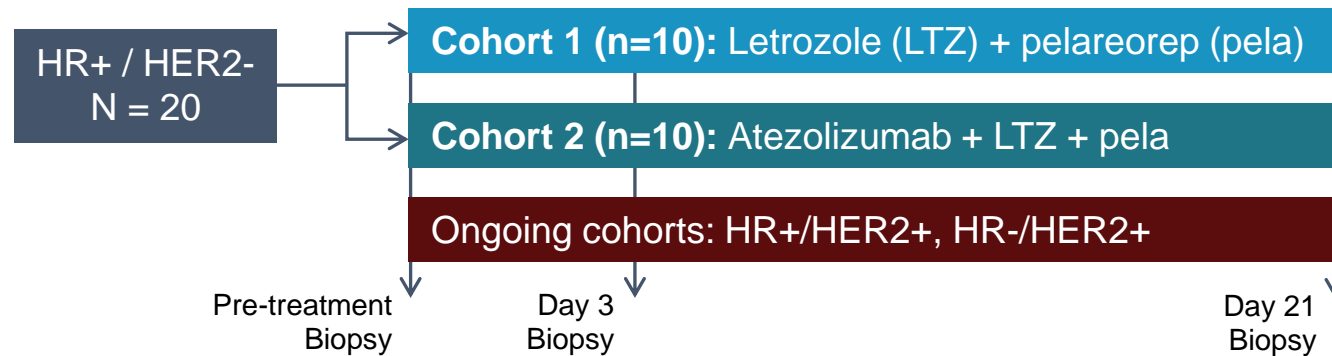 HR+ / HER2-
N = 20
Cohort 1 (n=10): Letrozole (LTZ) + pelareorep (pela)
Cohort 2 (n=10): Atezolizumab + LTZ + pela
Ongoing cohorts: HR+/HER2+, HR-/HER2+
Pre-treatment
Biopsy
Day 3
Biopsy
Day 21
Biopsy